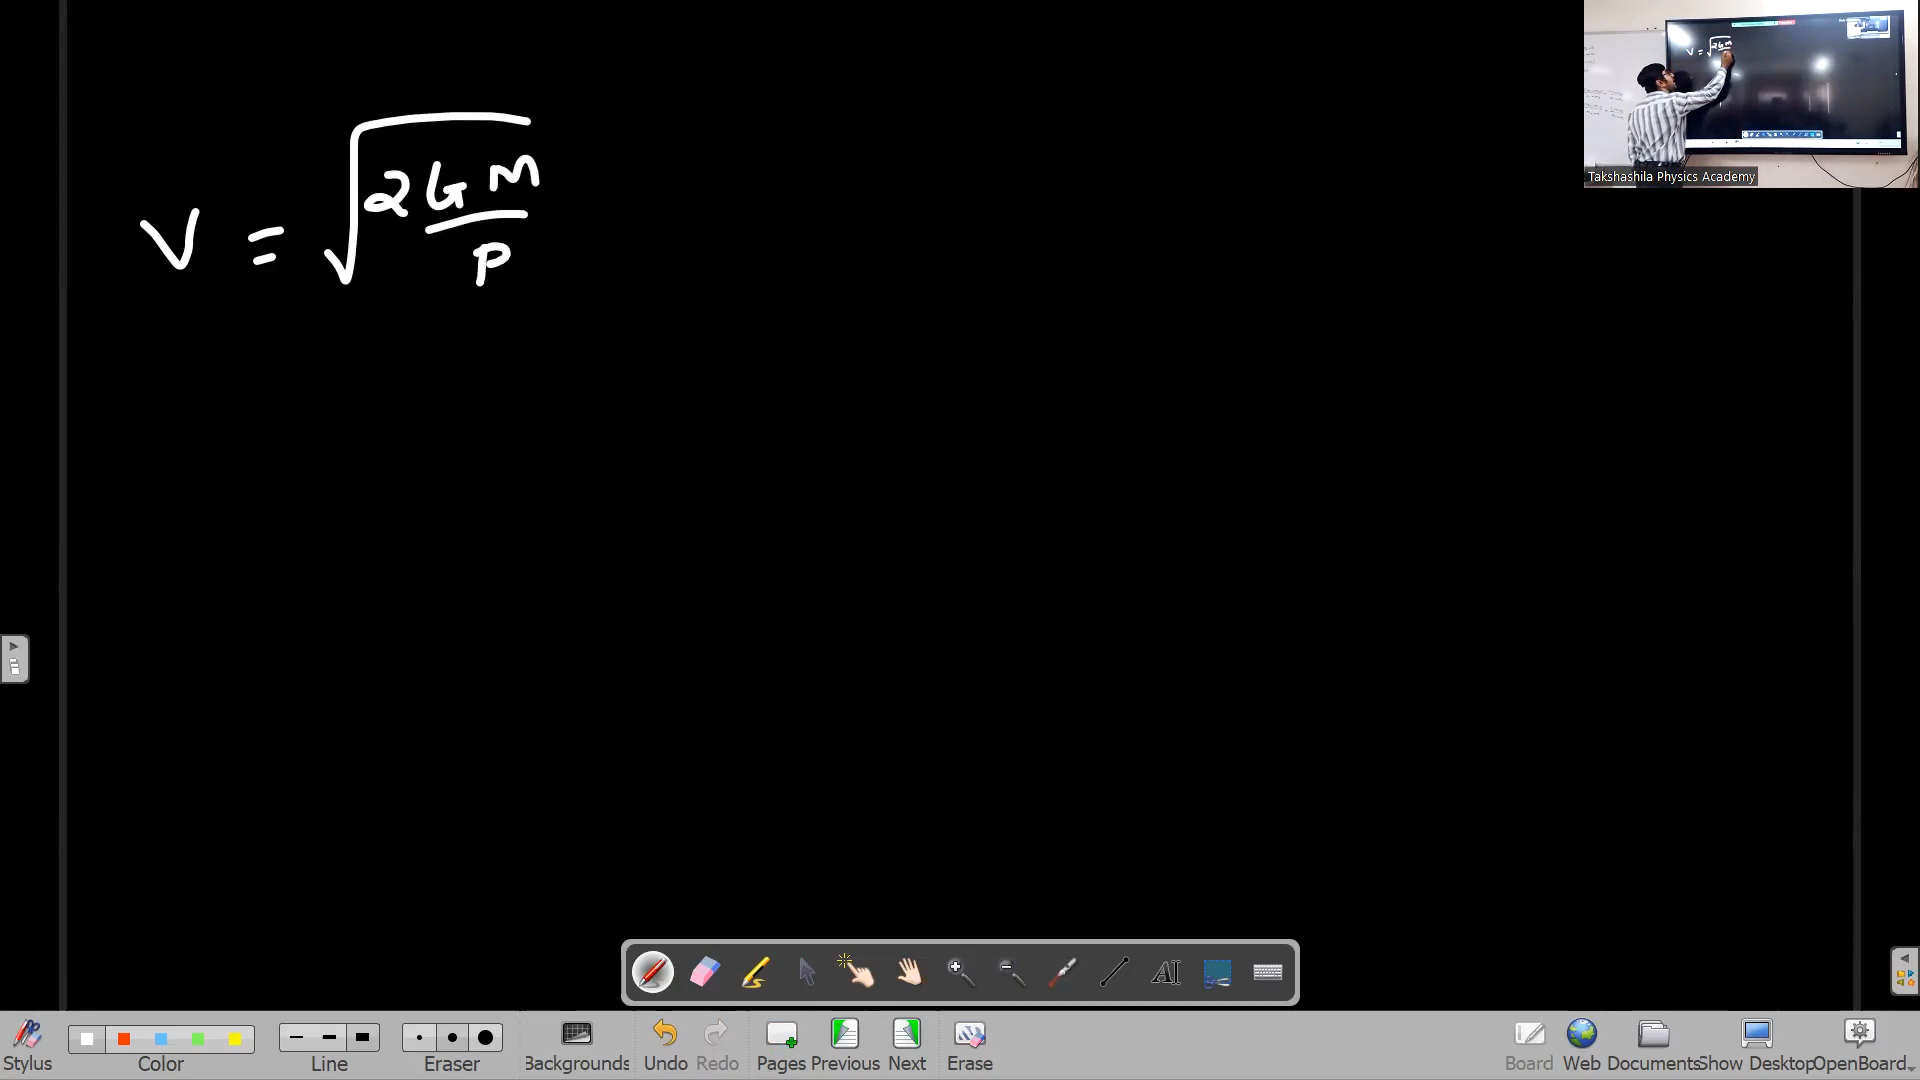 V = √2GM/P
Takshashila Physics Academy
Stylus Color Line Eraser Backgrounds Undo Redo Pages Previous Next Erase Board Web Documents Show Desktop OpenBoard